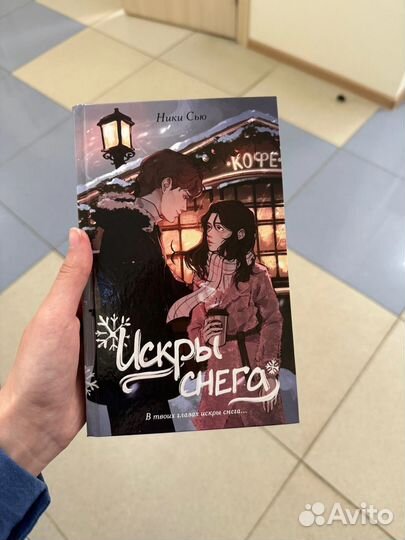 Ники Сью
КОФЕ
Искры
снега
В твоих глазах искры снега...
Avito